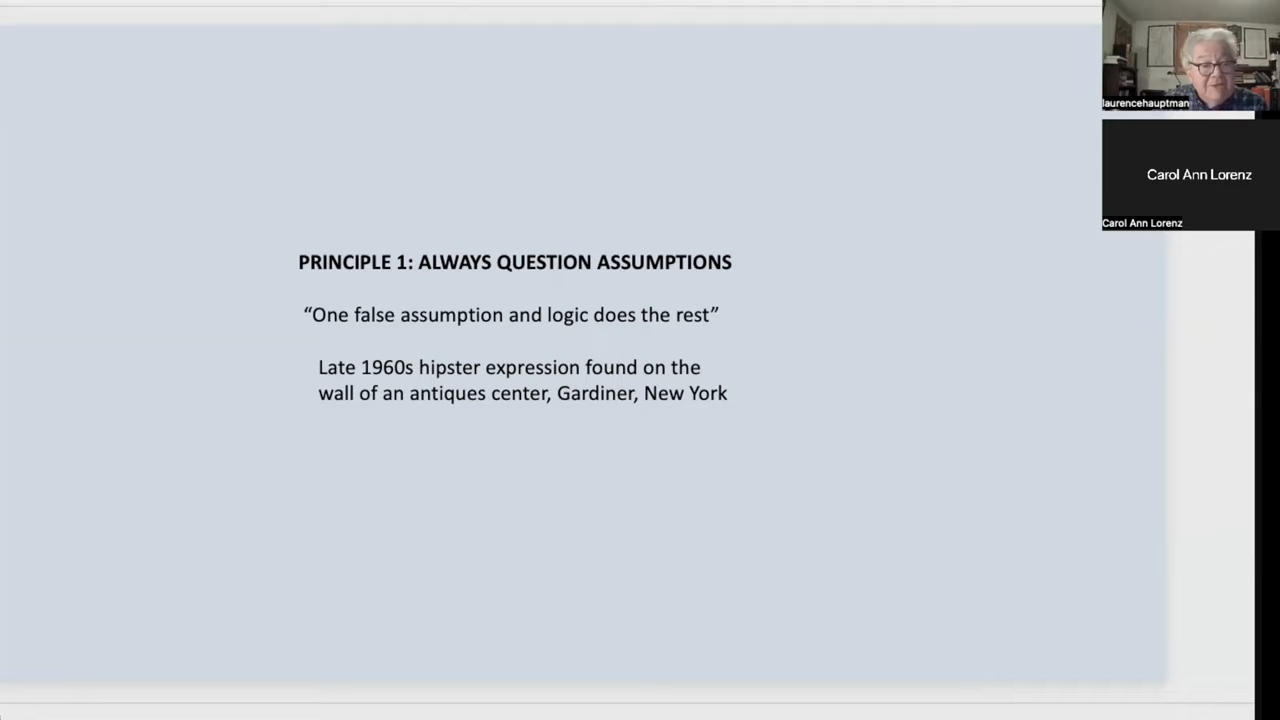 PRINCIPLE 1: ALWAYS QUESTION ASSUMPTIONS
“One false assumption and logic does the rest”
Late 1960s hipster expression found on the
wall of an antiques center, Gardiner, New York
laurencehauptman
Carol Ann Lorenz
Carol Ann Lorenz